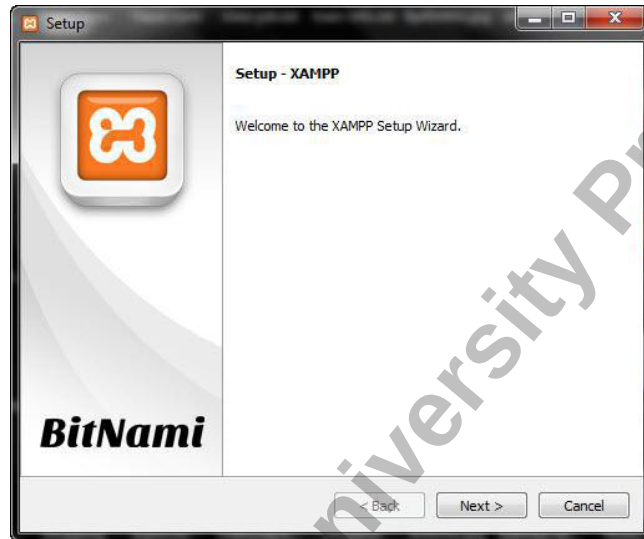 Setup
Setup - XAMPP
Welcome to the XAMPP Setup Wizard.
BitNami
< Back
Next >
Cancel